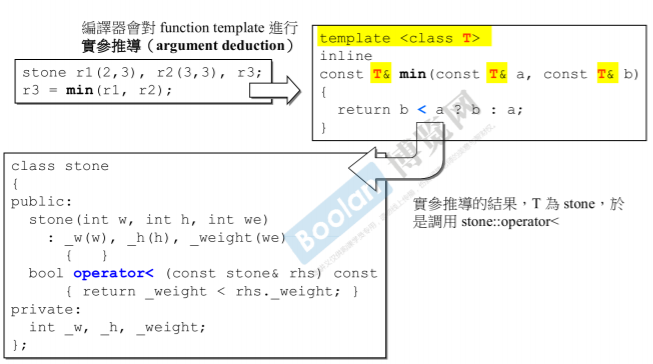 編譯器會對 function template 進行
實參推導（argument deduction）
stone r1(2,3), r2(3,3), r3;
r3 = min(r1, r2);
template <class T>
inline
const T& min(const T& a, const T& b)
{
  return b < a ? b : a;
}
class stone
{
public:
  stone(int w, int h, int we)
    : _w(w), _h(h), _weight(we)
      {   }
  bool operator< (const stone& rhs) const
      { return _weight < rhs._weight; }
private:
  int _w, _h, _weight;
};
實參推導的結果，T 為 stone，於
是調用 stone::operator<
Boolan 博覽网